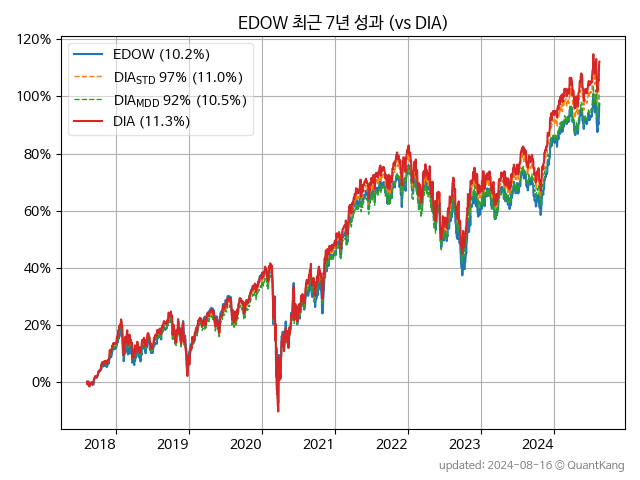 EDOW 최근 7년 성과 (vs DIA)
120%
100%
80%
60%
40%
20%
0%
EDOW (10.2%)
DIASTD 97% (11.0%)
DIAMDD 92% (10.5%)
DIA (11.3%)
2018 2019 2020 2021 2022 2023 2024
updated: 2024-08-16 © QuantKang